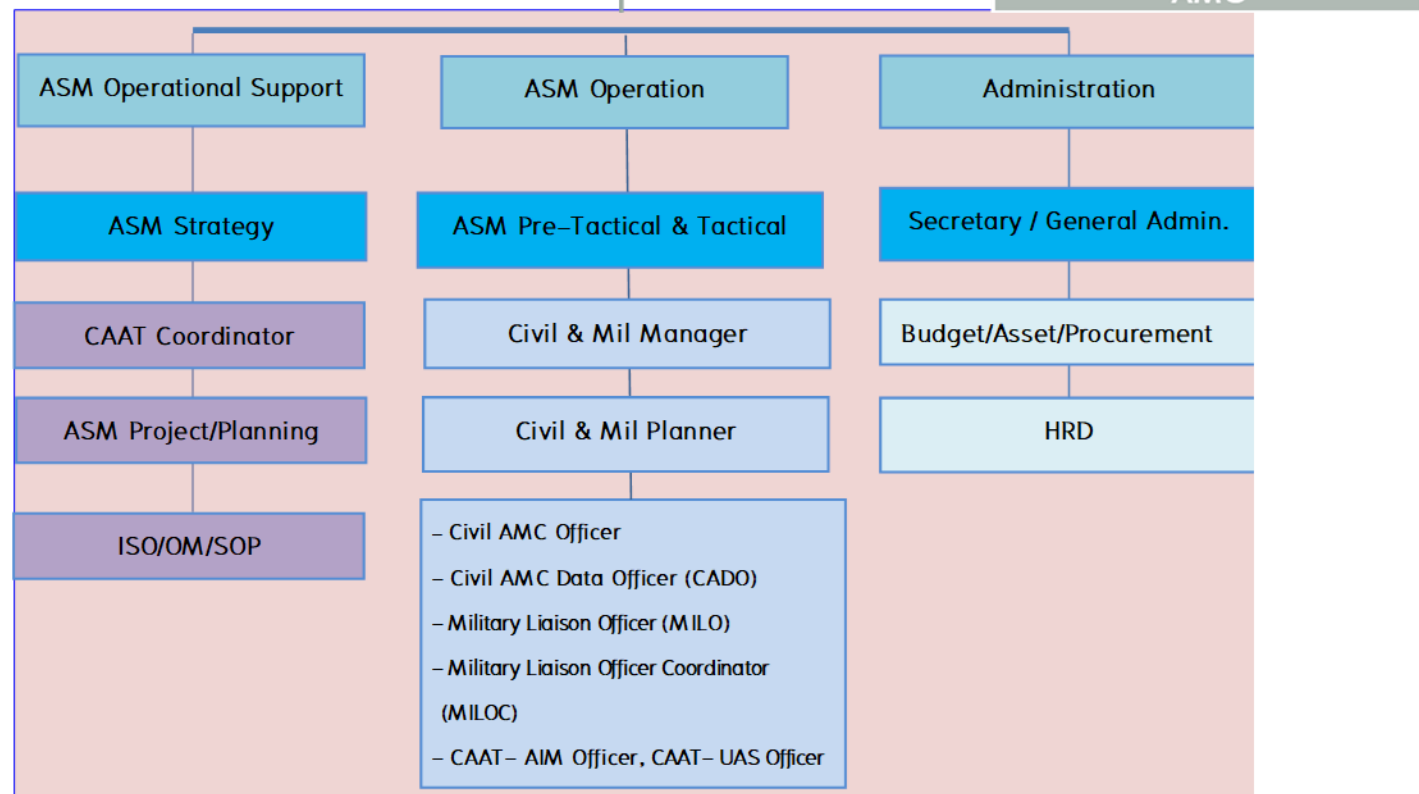 ASM Operational Support
ASM Operation
Administration
ASM Strategy
ASM Pre-Tactical & Tactical
Secretary / General Admin.
CAAT Coordinator
Civil & Mil Manager
Budget/Asset/Procurement
ASM Project/Planning
Civil & Mil Planner
HRD
ISO/OM/SOP
- Civil AMC Officer
- Civil AMC Data Officer (CADO)
- Military Liaison Officer (MILO)
- Military Liaison Officer Coordinator
(MILOC)
- CAAT- AIM Officer, CAAT- UAS Officer